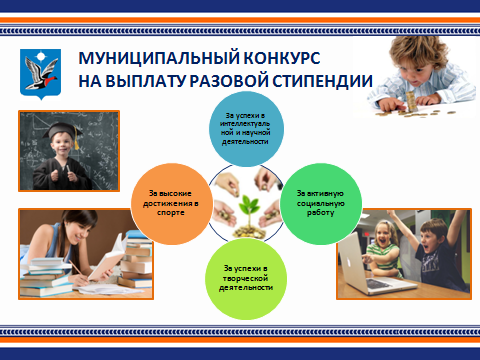 МУНИЦИПАЛЬНЫЙ КОНКУРС
НА ВЫПЛАТУ РАЗОВОЙ СТИПЕНДИИ
За успехи в
интеллектуаль
ной и научной
деятельности
За высокие
достижения в
спорте
За активную
социальную
работу
За успехи в
творческой
деятельности